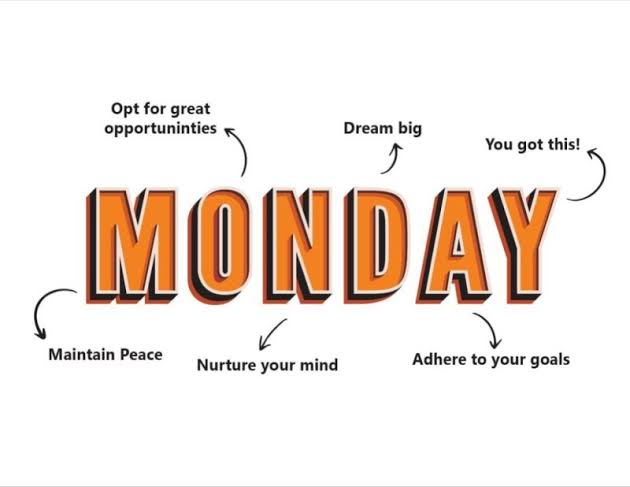 Opt for great
opportuninties
Dream big
You got this!
MONDAY
Maintain Peace
Nurture your mind
Adhere to your goals